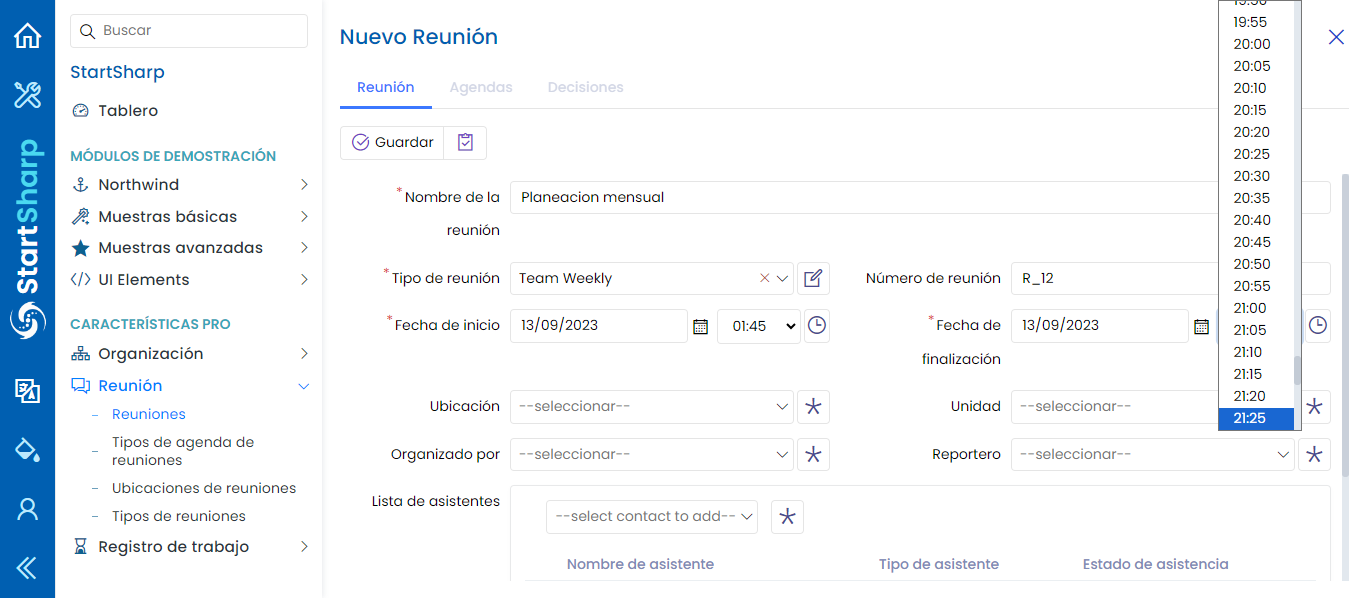 Buscar
StartSharp
Tablero
MÓDULOS DE DEMOSTRACIÓN
Northwind
Muestras básicas
Muestras avanzadas
UI Elements
CARACTERÍSTICAS PRO
Organización
Reunión
Reuniones
Tipos de agenda de
reuniones
Ubicaciones de reuniones
Tipos de reuniones
Registro de trabajo
StartSharp
Nuevo Reunión
Reunión
Agendas
Decisiones
Guardar
*Nombre de la
reunión
Planeacion mensual
*Tipo de reunión
Team Weekly
Número de reunión
R_12
*Fecha de inicio
13/09/2023
01:45
*Fecha de
finalización
13/09/2023
Ubicación
--seleccionar--
Unidad
--seleccionar--
Organizado por
--seleccionar--
Reportero
--seleccionar--
Lista de asistentes
--select contact to add--
Nombre de asistente
Tipo de asistente
Estado de asistencia
19:50
19:55
20:00
20:05
20:10
20:15
20:20
20:25
20:30
20:35
20:40
20:45
20:50
20:55
21:00
21:05
21:10
21:15
21:20
21:25